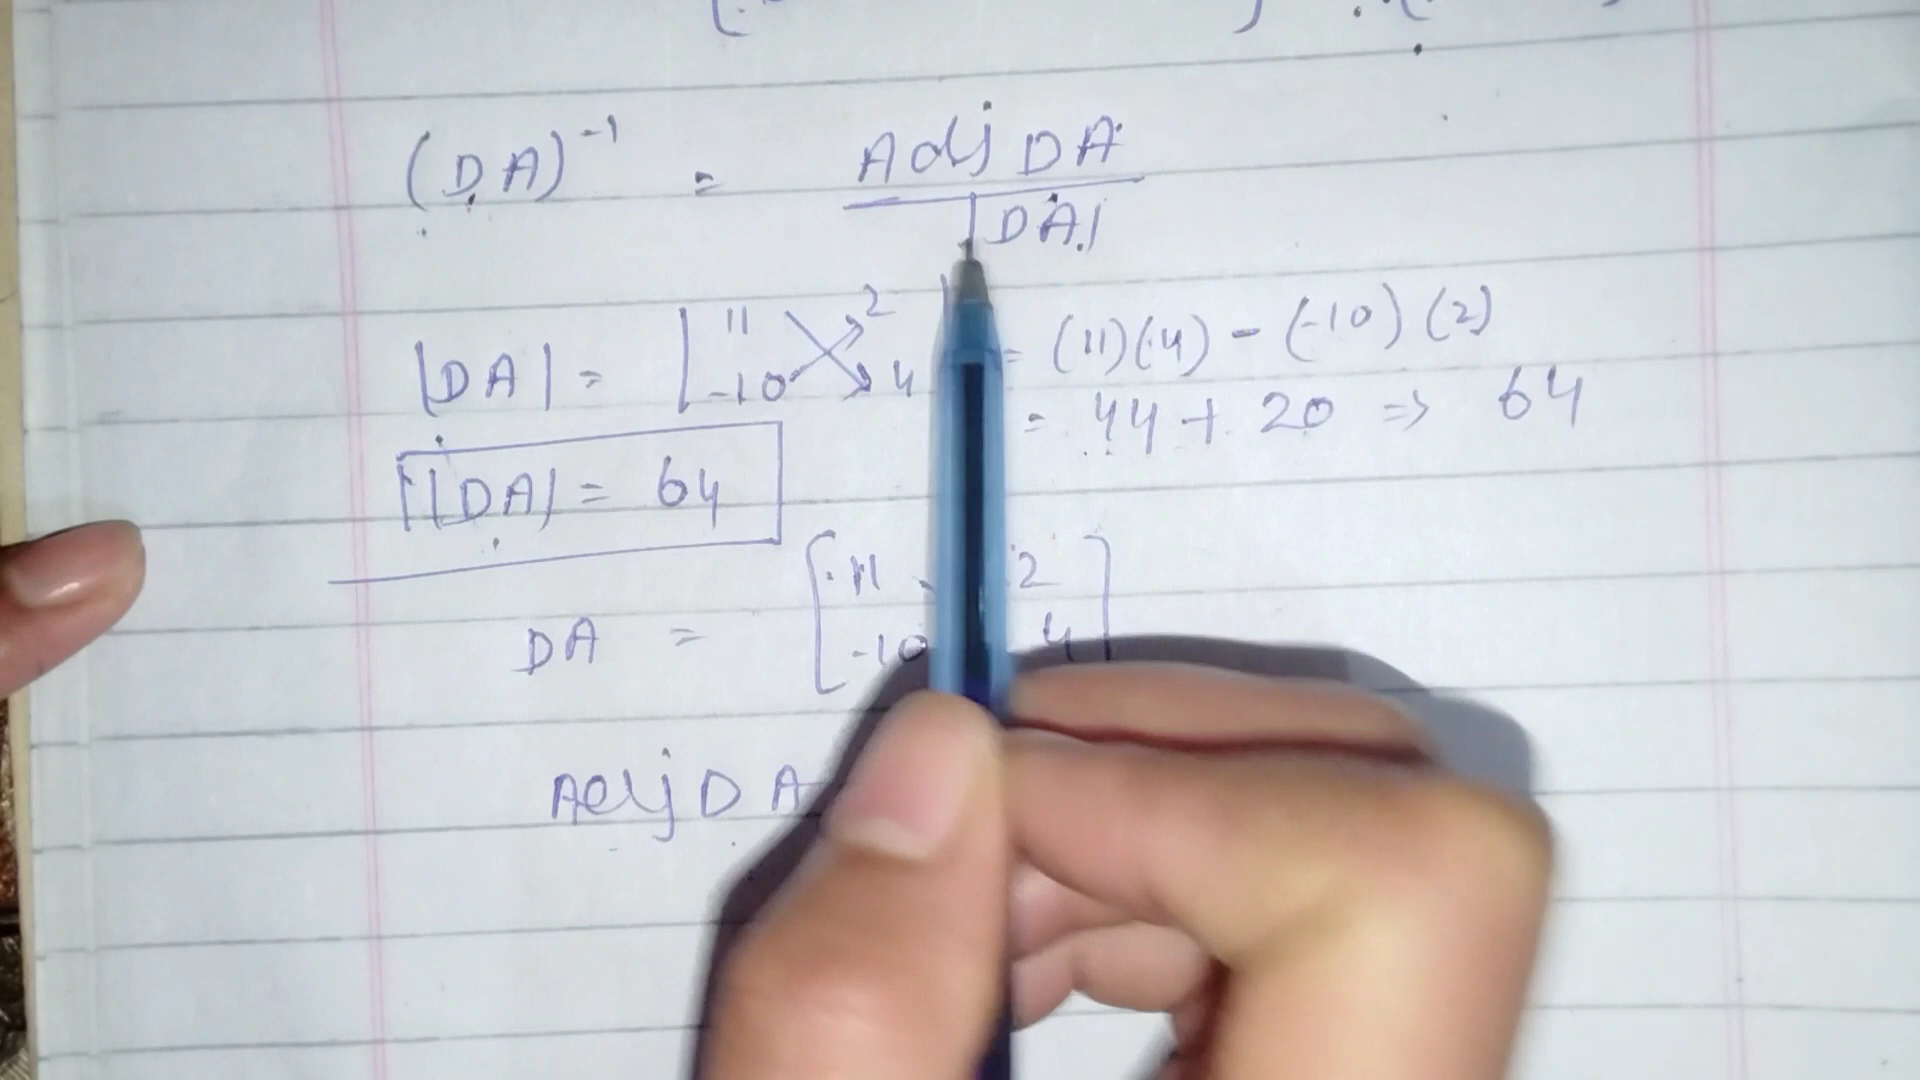 (DA)⁻¹ = Adj DA
|DA|
|DA| = | 11 2 = (11)(4) - (-10)(2)
-10 4
= 44 + 20 => 64
|DA| = 64
DA = [ 11 2 ]
-10 4
Adj DA